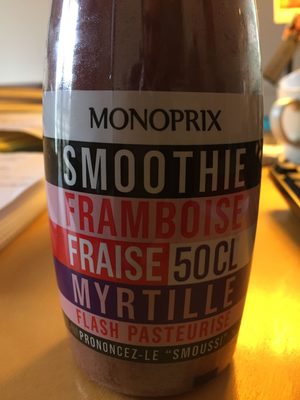 MONOPRIX
SMOOTHIE
FRAMBOISE
FRAISE 50CL
MYRTILLE
FLASH PASTEURISÉ
PRONONCEZ-LE "SMOUSSI"